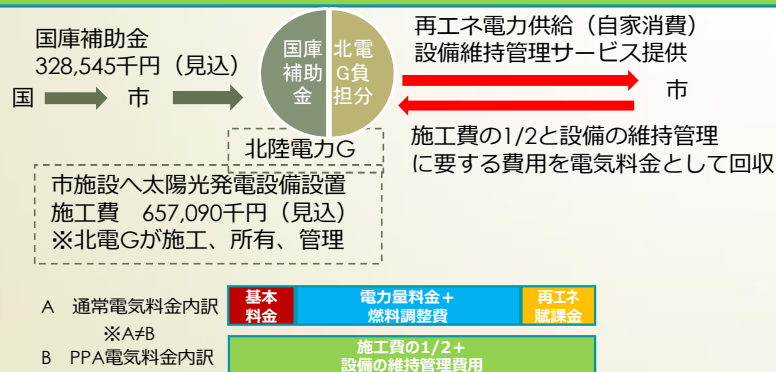 国庫補助金
328,545千円（見込）
国
市
国庫
補助
金
北電
G負
担分
北陸電力G
再エネ電力供給（自家消費）
設備維持管理サービス提供
市
施工費の1/2と設備の維持管理
に要する費用を電気料金として回収
市施設へ太陽光発電設備設置
施工費　657,090千円（見込）
※北電Gが施工、所有、管理
A　通常電気料金内訳
基本
料金
電力量料金＋
燃料調整費
再エネ
賦課金
※A≠B
B　PPA電気料金内訳
施工費の1/2＋
設備の維持管理費用